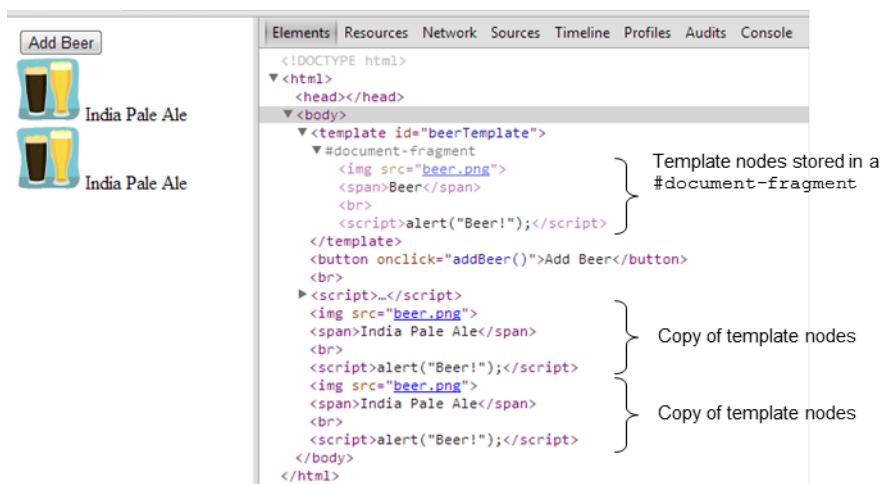 Add Beer
India Pale Ale
India Pale Ale
Elements Resources Network Sources Timeline Profiles Audits Console
<!DOCTYPE html>
▼<html>
<head></head>
▼<body>
▼<template id="beerTemplate">
▼#document-fragment
<img src="beer.png">
<span>Beer</span>
<br>
<script>alert("Beer!");</script>
</template>
<button onclick="addBeer()">Add Beer</button>
<br>
▶<script>…</script>
<img src="beer.png">
<span>India Pale Ale</span>
<br>
<script>alert("Beer!");</script>
<img src="beer.png">
<span>India Pale Ale</span>
<br>
<script>alert("Beer!");</script>
</body>
</html>
Template nodes stored in a
#document-fragment
Copy of template nodes
Copy of template nodes